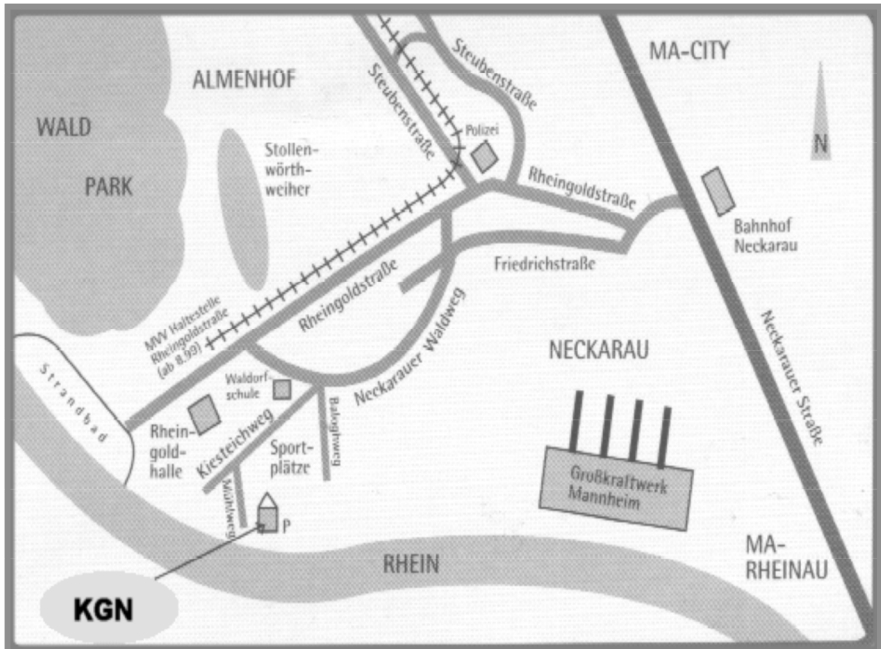 MA-CITY
ALMENHOF
Steubenstraße
Steubenstraße
WALD
PARK
Stollen-
wörth-
weiher
Polizei
N
Rheingoldstraße
Bahnhof
Neckarau
Friedrichstraße
Rheingoldstraße
MVV Haltestelle
Rheingoldstraße
(ab 8.99)
Neckarauer Waldweg
NECKARAU
Neckarauer Straße
Strandbad
Waldorf-
schule
Rhein-
gold-
halle
Kiesteichweg
Sport-
plätze
Baloghweg
Mühlweg
P
Großkraftwerk
Mannheim
RHEIN
MA-
RHEINAU
KGN